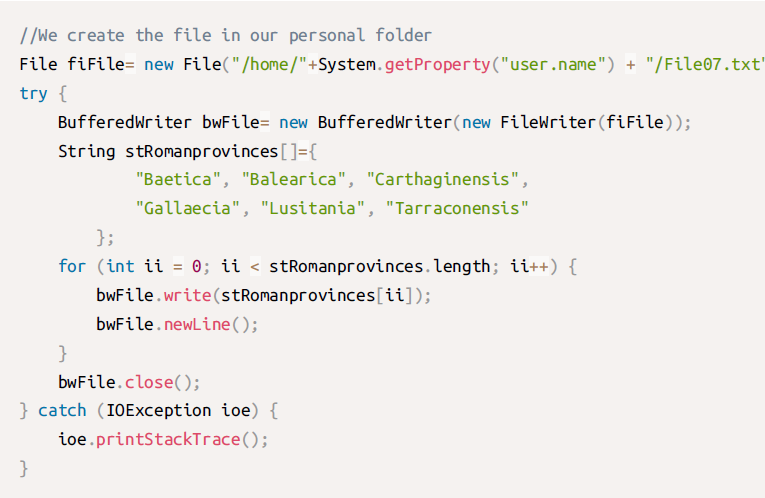 //We create the file in our personal folder
File fiFile= new File("/home/"+System.getProperty("user.name") + "/File07.txt"
try {
    BufferedWriter bwFile= new BufferedWriter(new FileWriter(fiFile));
    String stRomanprovinces[]={
            "Baetica", "Balearica", "Carthaginensis",
            "Gallaecia", "Lusitania", "Tarraconensis"
        };
    for (int ii = 0; ii < stRomanprovinces.length; ii++) {
        bwFile.write(stRomanprovinces[ii]);
        bwFile.newLine();
    }
    bwFile.close();
} catch (IOException ioe) {
    ioe.printStackTrace();
}